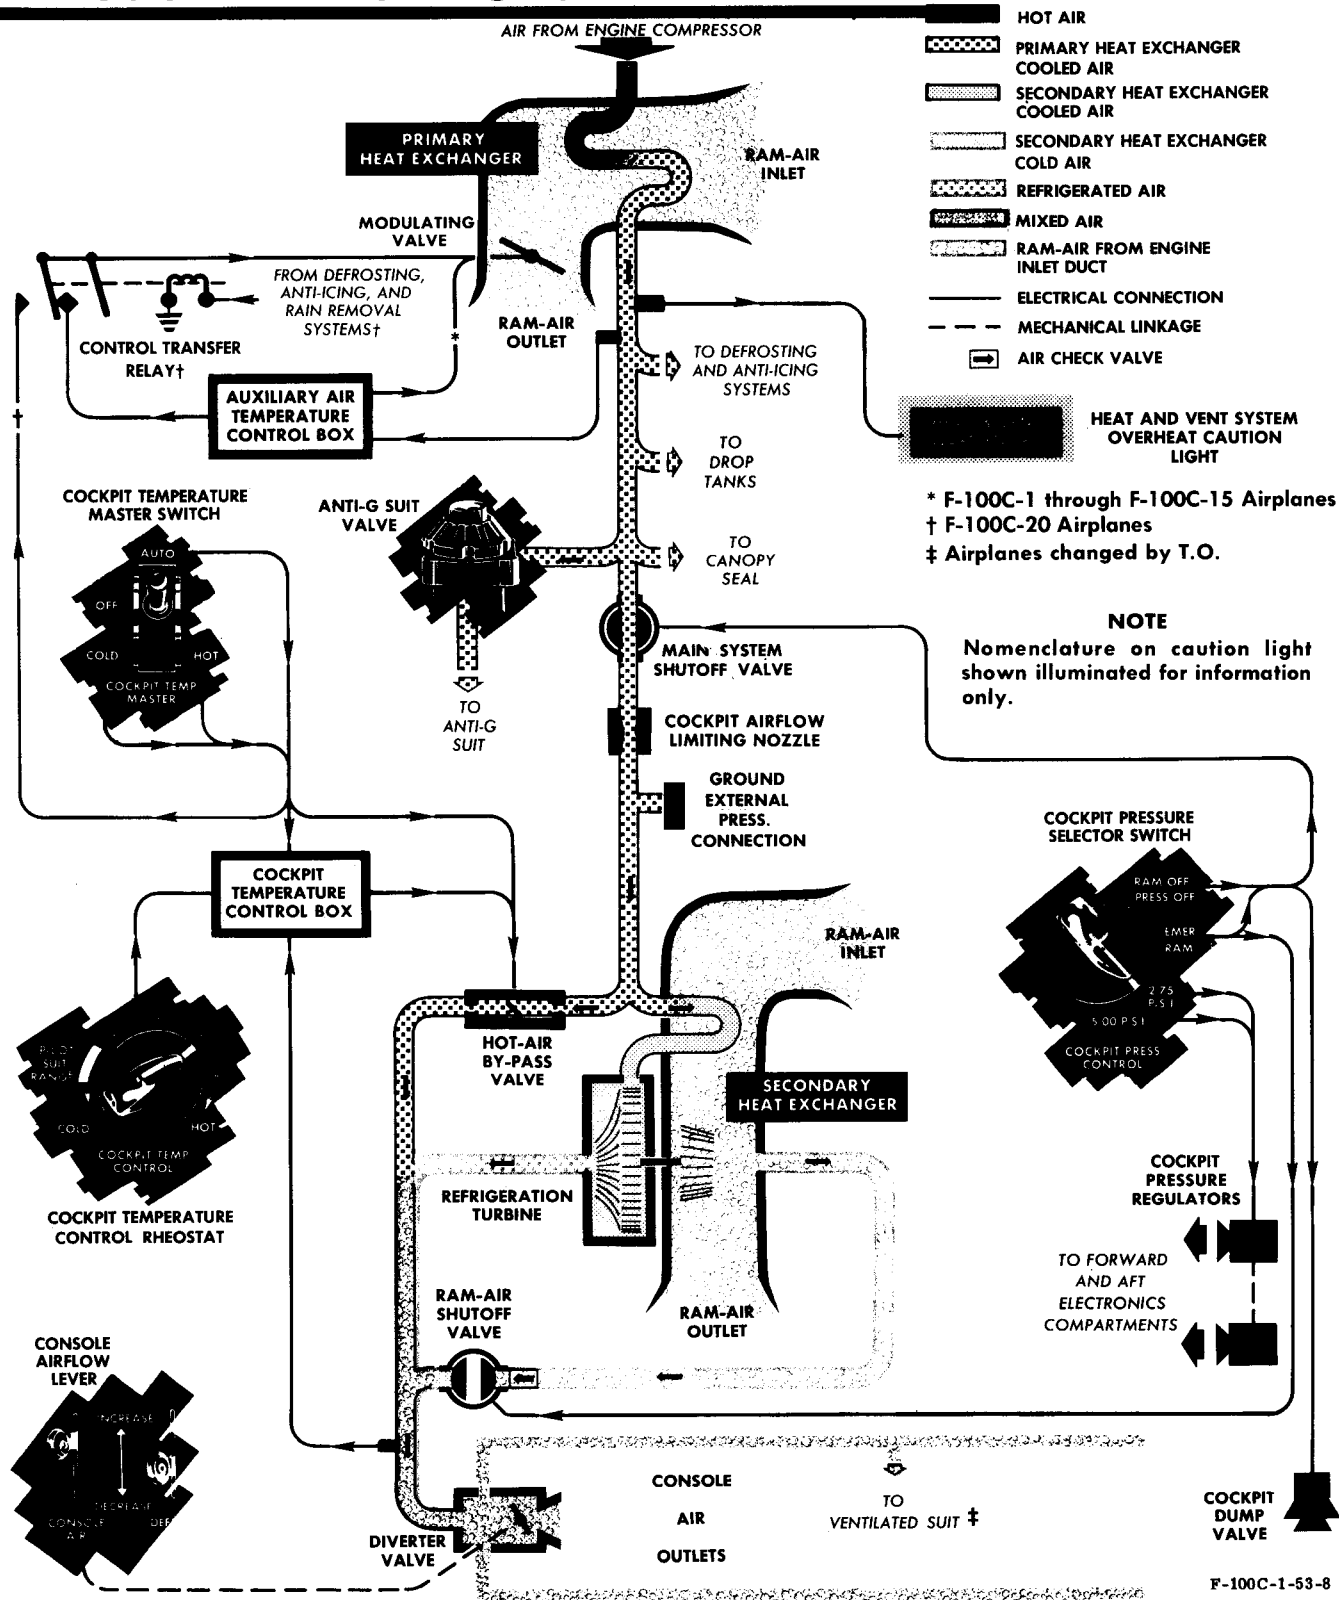 AIR FROM ENGINE COMPRESSOR
HOT AIR
PRIMARY HEAT EXCHANGER
COOLED AIR
SECONDARY HEAT EXCHANGER
COOLED AIR
SECONDARY HEAT EXCHANGER
COLD AIR
REFRIGERATED AIR
MIXED AIR
RAM-AIR FROM ENGINE
INLET DUCT
ELECTRICAL CONNECTION
MECHANICAL LINKAGE
AIR CHECK VALVE
PRIMARY
HEAT EXCHANGER
RAM-AIR
INLET
MODULATING
VALVE
FROM DEFROSTING,
ANTI-ICING, AND
RAIN REMOVAL
SYSTEMS†
RAM-AIR
OUTLET
*
CONTROL TRANSFER
RELAY†
†
AUXILIARY AIR
TEMPERATURE
CONTROL BOX
TO DEFROSTING
AND ANTI-ICING
SYSTEMS
TO
DROP
TANKS
HEAT AND VENT SYSTEM
OVERHEAT CAUTION
LIGHT
* F-100C-1 through F-100C-15 Airplanes
† F-100C-20 Airplanes
‡ Airplanes changed by T.O.
COCKPIT TEMPERATURE
MASTER SWITCH
AUTO
OFF
COLD
HOT
COCKPIT TEMP
MASTER
ANTI-G SUIT
VALVE
TO
CANOPY
SEAL
NOTE
Nomenclature on caution light
shown illuminated for information
only.
MAIN SYSTEM
SHUTOFF VALVE
TO
ANTI-G
SUIT
COCKPIT AIRFLOW
LIMITING NOZZLE
GROUND
EXTERNAL
PRESS.
CONNECTION
COCKPIT PRESSURE
SELECTOR SWITCH
RAM OFF
PRESS OFF
EMER
RAM
2.75
P.S.I
5.00 P.S.I
COCKPIT PRESS
CONTROL
COCKPIT
TEMPERATURE
CONTROL BOX
RAM-AIR
INLET
HOT-AIR
BY-PASS
VALVE
SECONDARY
HEAT EXCHANGER
PILOT
SUIT
RANGE
COLD
HOT
COCKPIT TEMP
CONTROL
COCKPIT TEMPERATURE
CONTROL RHEOSTAT
REFRIGERATION
TURBINE
COCKPIT
PRESSURE
REGULATORS
TO FORWARD
AND AFT
ELECTRONICS
COMPARTMENTS
RAM-AIR
SHUTOFF
VALVE
RAM-AIR
OUTLET
CONSOLE
AIRFLOW
LEVER
INCREASE
DECREASE
CONSOLE
AIR
DEF
DIVERTER
VALVE
CONSOLE
AIR
OUTLETS
TO
VENTILATED SUIT ‡
COCKPIT
DUMP
VALVE
F-100C-1-53-8